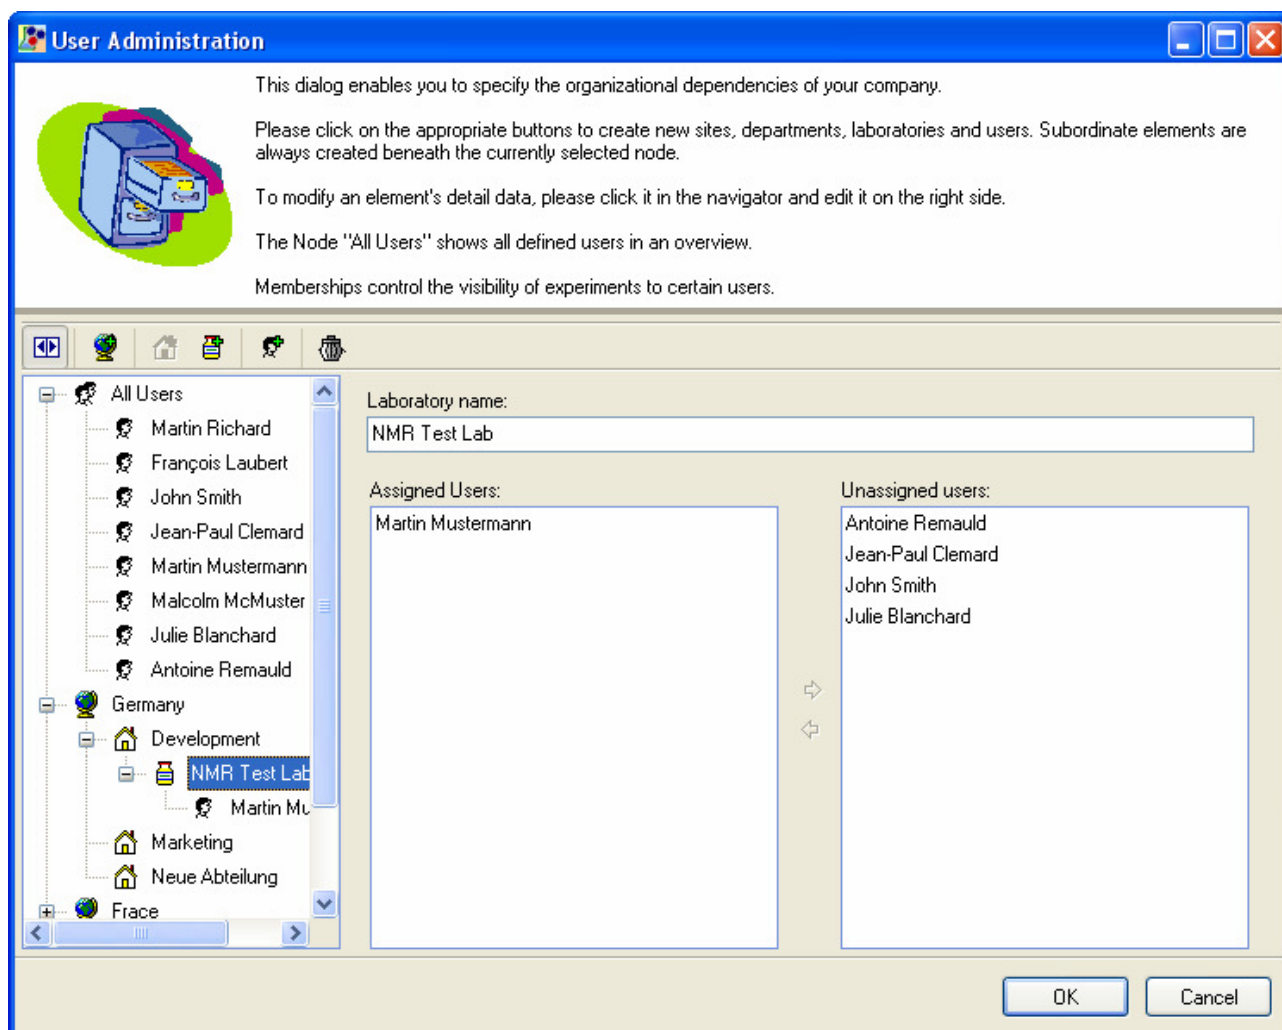 User Administration
This dialog enables you to specify the organizational dependencies of your company.
Please click on the appropriate buttons to create new sites, departments, laboratories and users. Subordinate elements are
always created beneath the currently selected node.
To modify an element's detail data, please click it in the navigator and edit it on the right side.
The Node "All Users" shows all defined users in an overview.
Memberships control the visibility of experiments to certain users.
All Users
Martin Richard
François Laubert
John Smith
Jean-Paul Clemard
Martin Mustermann
Malcolm McMuster
Julie Blanchard
Antoine Remauld
Germany
Development
NMR Test Lab
Martin Mu
Marketing
Neue Abteilung
Frace
Laboratory name:
NMR Test Lab
Assigned Users:
Martin Mustermann
Unassigned users:
Antoine Remauld
Jean-Paul Clemard
John Smith
Julie Blanchard
OK
Cancel